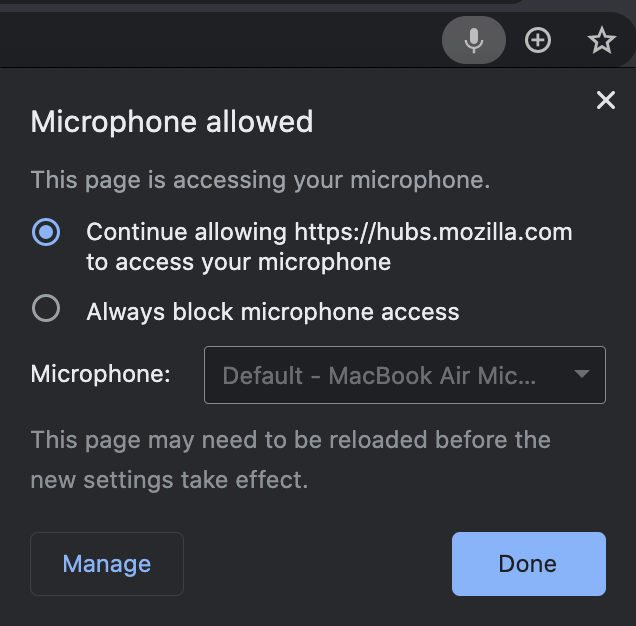 Microphone allowed
This page is accessing your microphone.
Continue allowing https://hubs.mozilla.com
to access your microphone
Always block microphone access
Microphone:
Default - MacBook Air Mic...
This page may need to be reloaded before the
new settings take effect.
Manage
Done